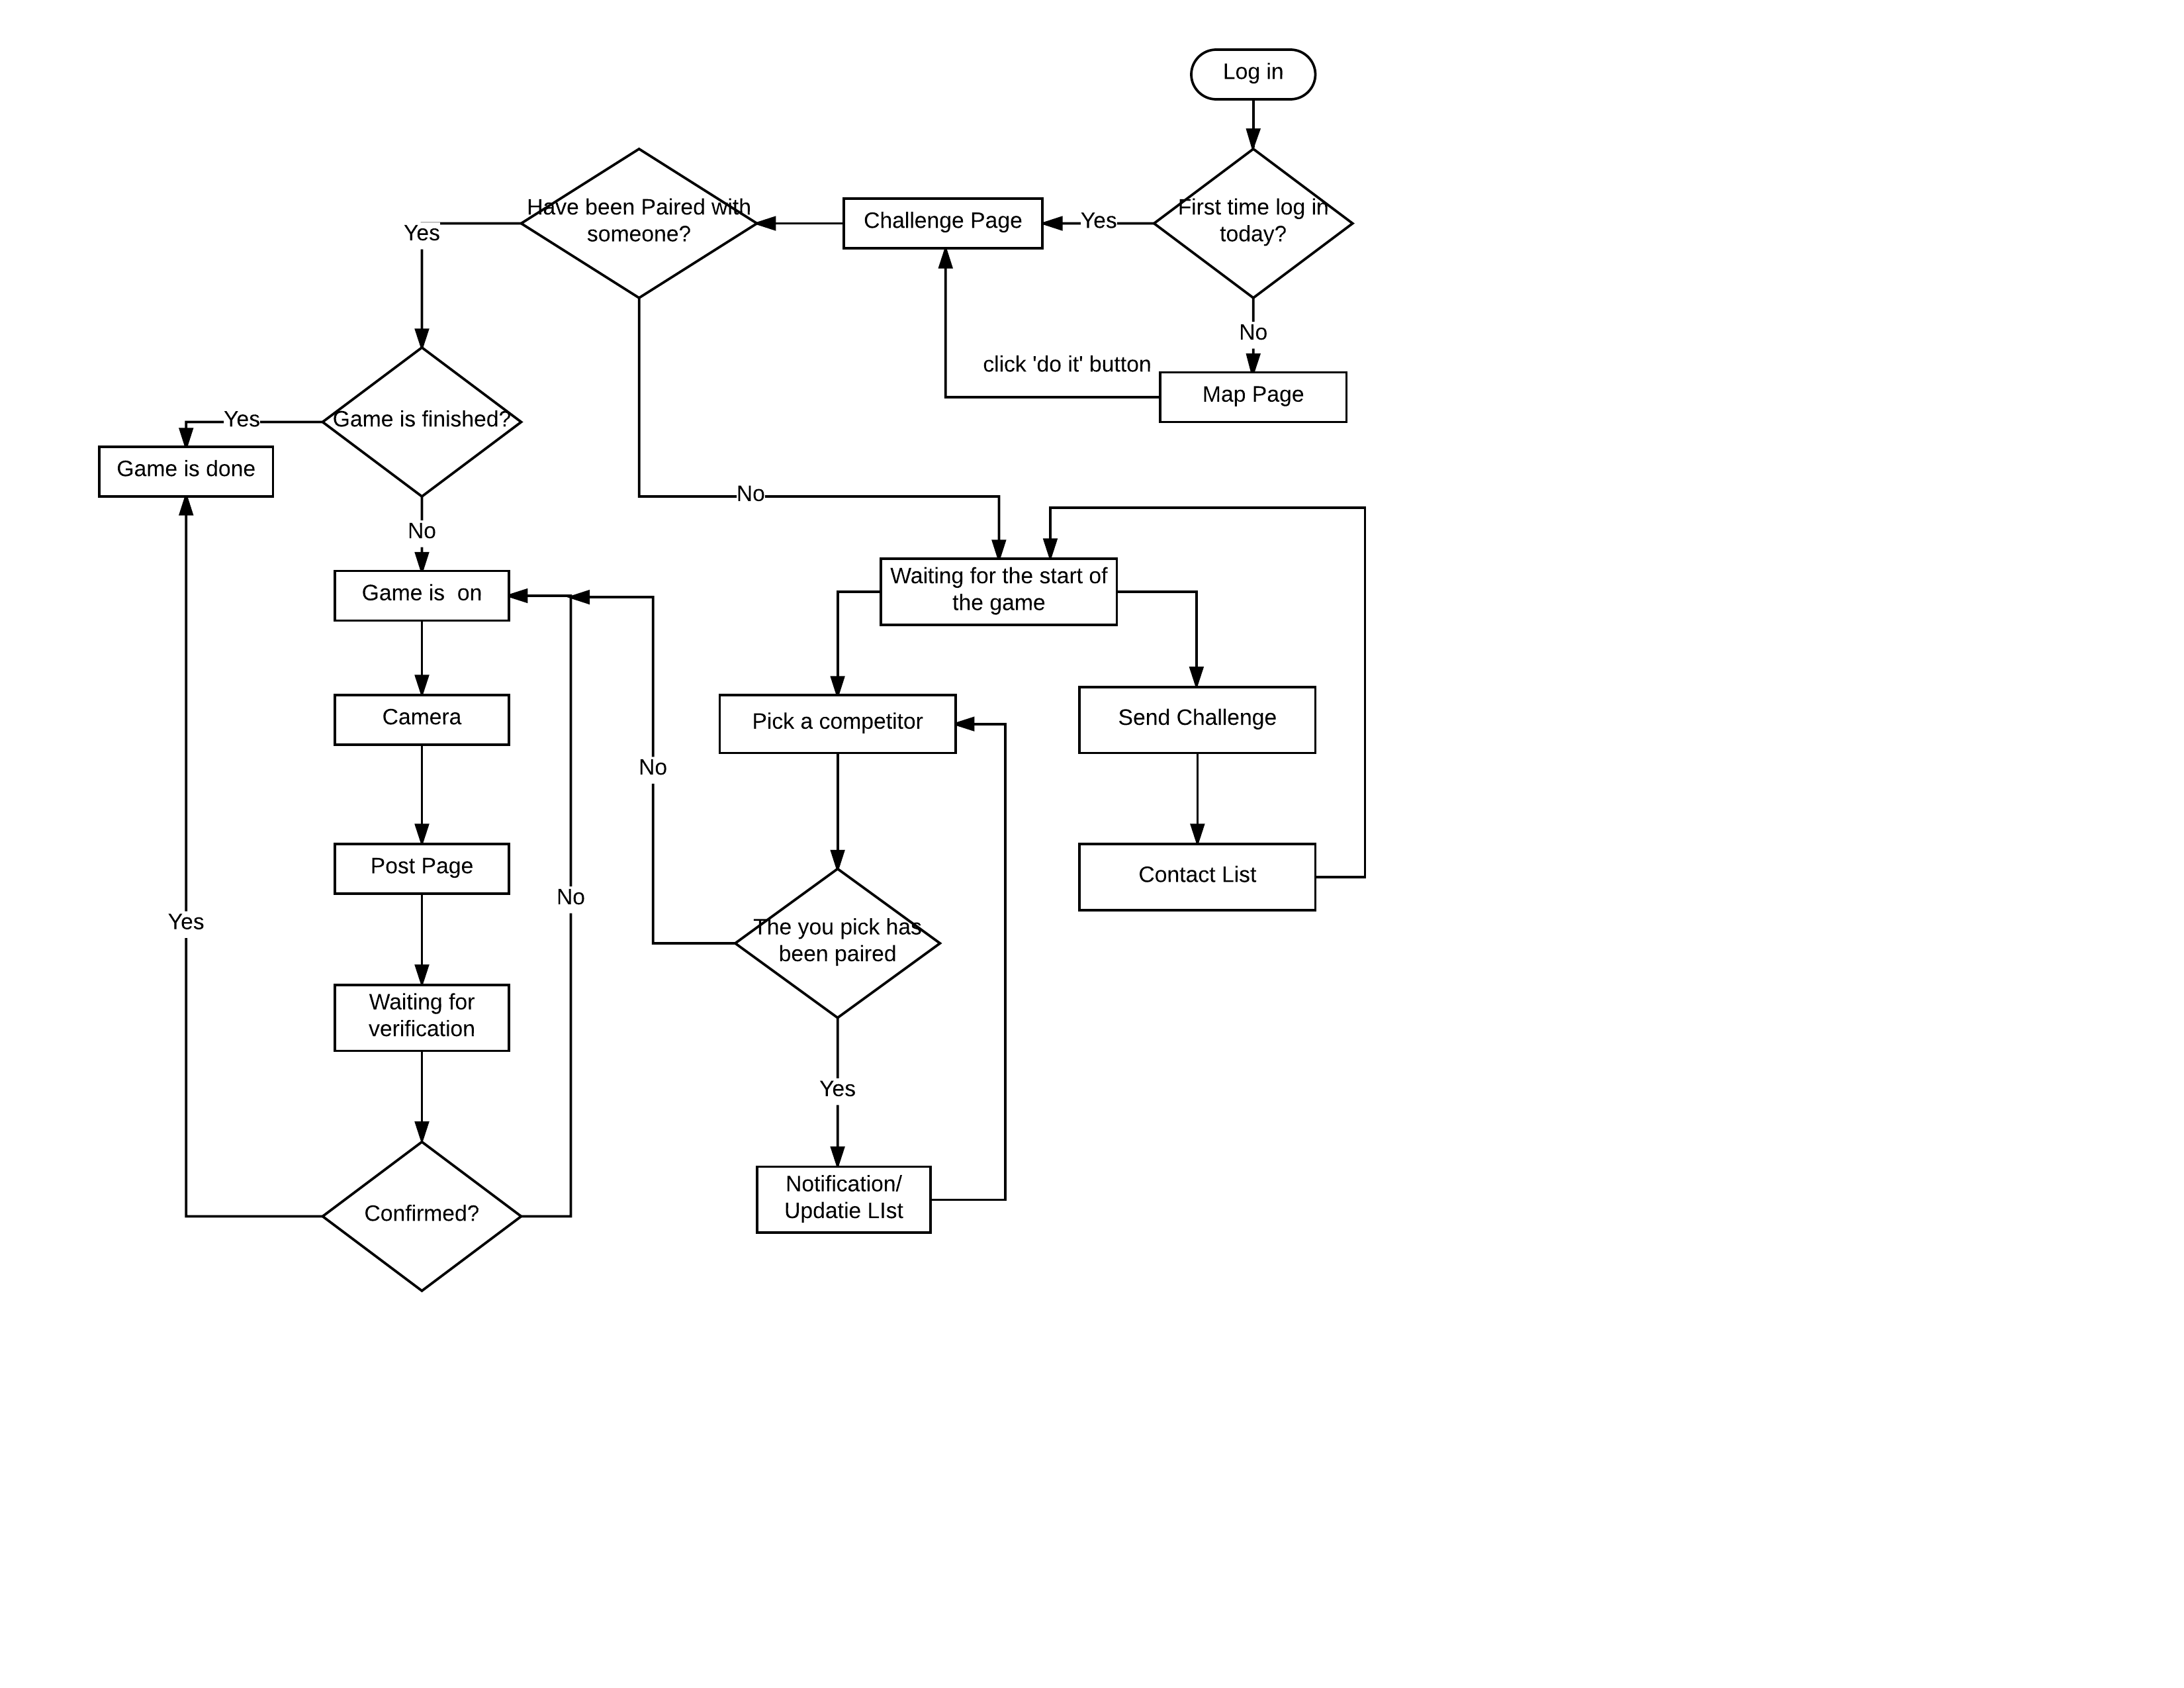 Log in
Have been Paired with
someone?
Challenge Page
Yes
First time log in
today?
Yes
No
click 'do it' button
Map Page
Game is finished?
Yes
Game is done
No
No
Game is  on
Waiting for the start of
the game
Camera
Pick a competitor
Send Challenge
No
Post Page
Contact List
No
Yes
The you pick has
been paired
Waiting for
verification
Yes
Confirmed?
Notification/
Updatie LIst